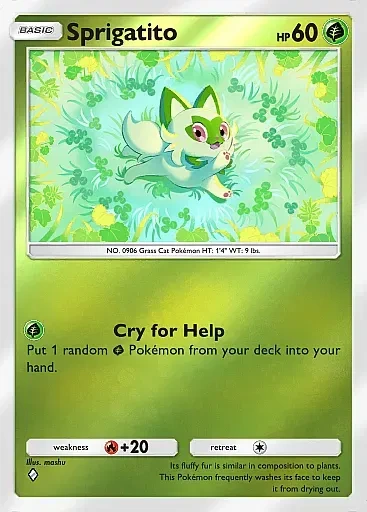 BASIC Sprigatito HP 60
NO. 0906 Grass Cat Pokémon HT: 1'4" WT: 9 lbs.
Cry for Help
Put 1 random Pokémon from your deck into your
hand.
weakness +20 retreat
Illus. mashu
Its fluffy fur is similar in composition to plants.
This Pokémon frequently washes its face to keep
it from drying out.